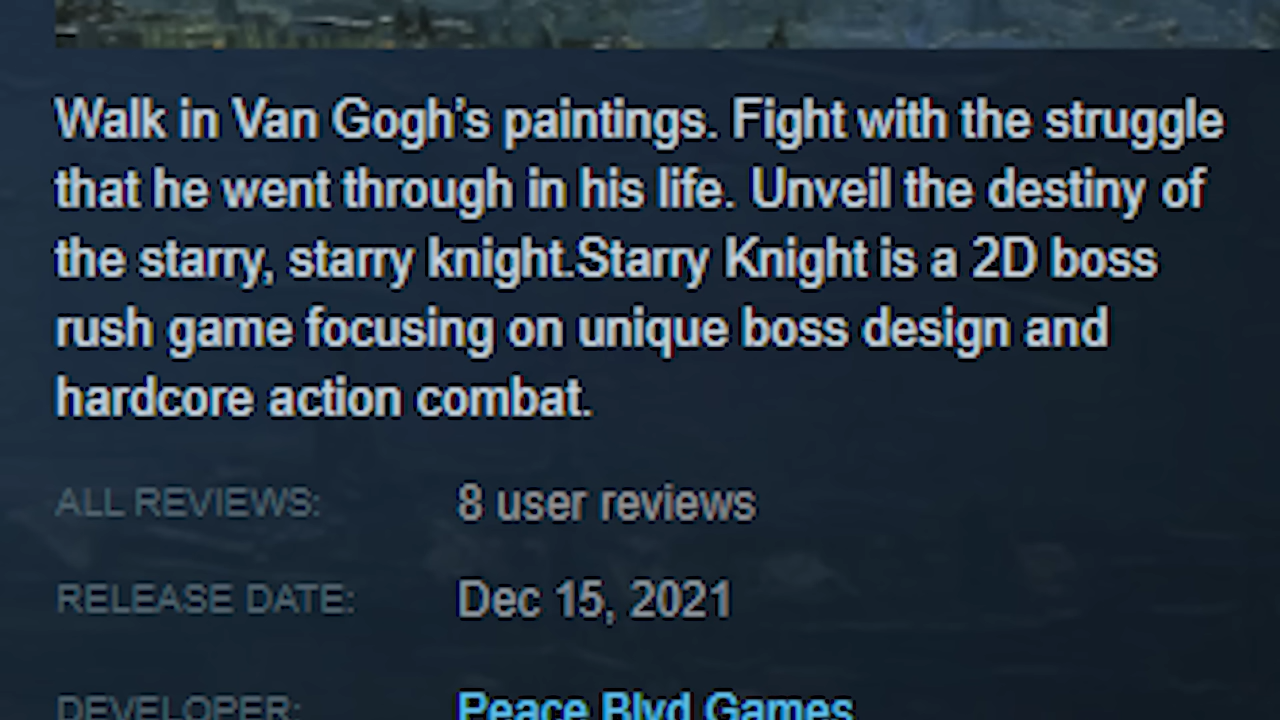 Walk in Van Gogh's paintings. Fight with the struggle
that he went through in his life. Unveil the destiny of
the starry, starry knight.Starry Knight is a 2D boss
rush game focusing on unique boss design and
hardcore action combat.
ALL REVIEWS: 8 user reviews
RELEASE DATE: Dec 15, 2021
DEVELOPER: Peace Blvd Games